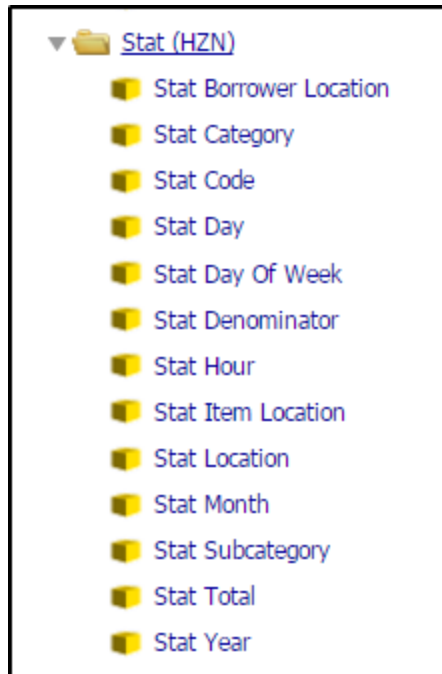 Stat (HZN)
Stat Borrower Location
Stat Category
Stat Code
Stat Day
Stat Day Of Week
Stat Denominator
Stat Hour
Stat Item Location
Stat Location
Stat Month
Stat Subcategory
Stat Total
Stat Year